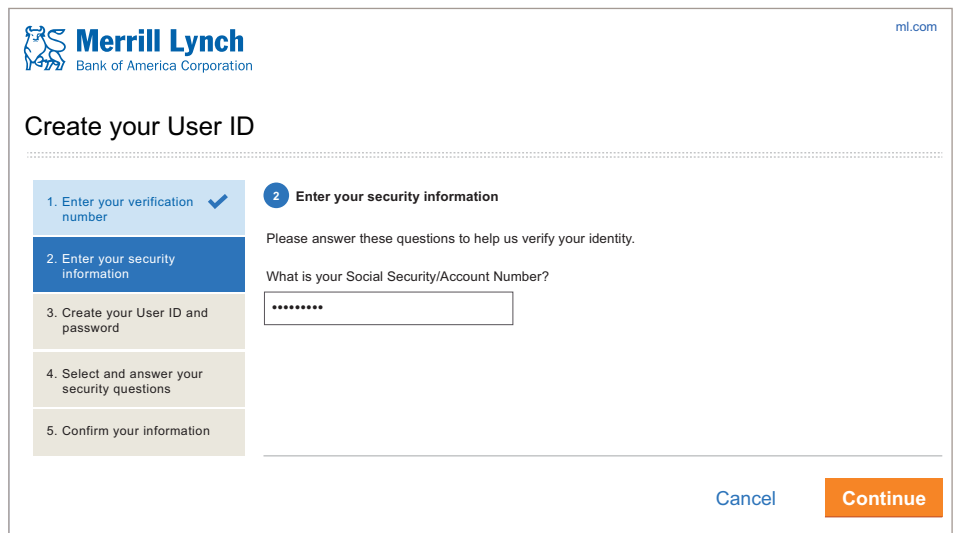 ml.com
Merrill Lynch
Bank of America Corporation
Create your User ID
1. Enter your verification
number
2. Enter your security
information
3. Create your User ID and
password
4. Select and answer your
security questions
5. Confirm your information
2 Enter your security information
Please answer these questions to help us verify your identity.
What is your Social Security/Account Number?
•••••••••
Cancel
Continue